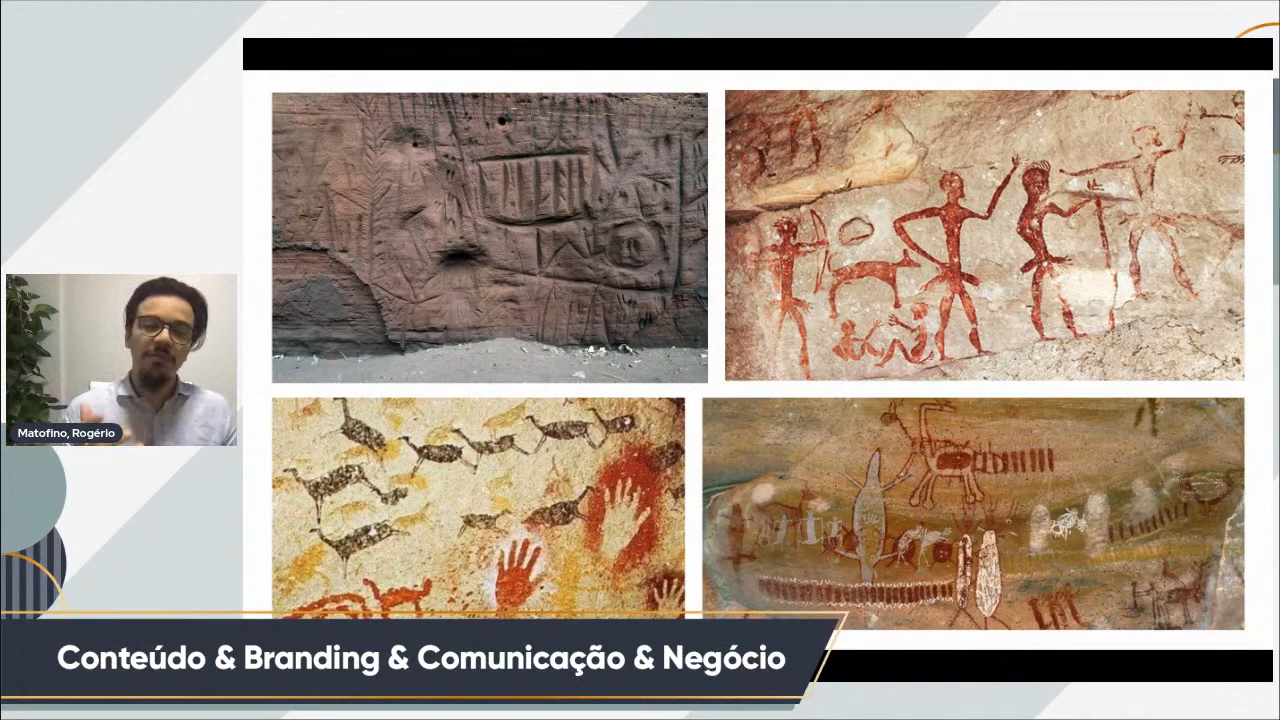 Matofino, Rogério
Conteúdo & Branding & Comunicação & Negócio